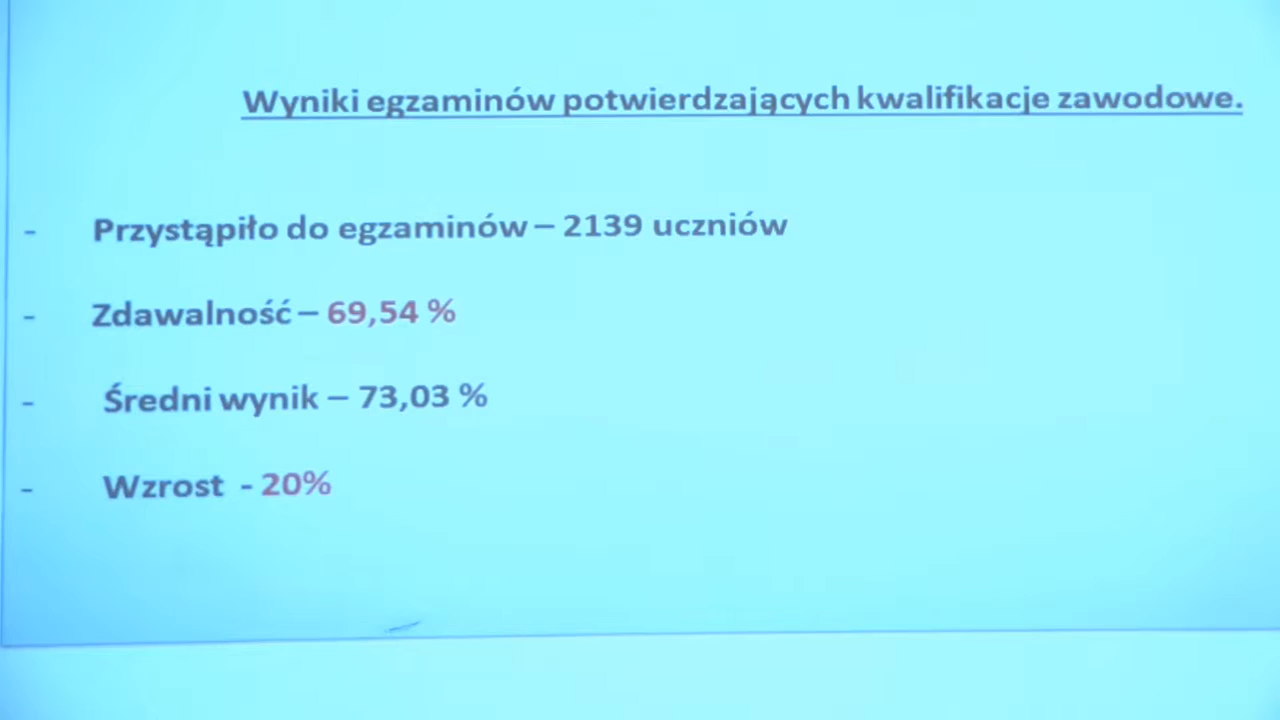 Wyniki egzaminów potwierdzających kwalifikacje zawodowe.
- Przystąpiło do egzaminów – 2139 uczniów
- Zdawalność – 69,54 %
- Średni wynik – 73,03 %
- Wzrost - 20%